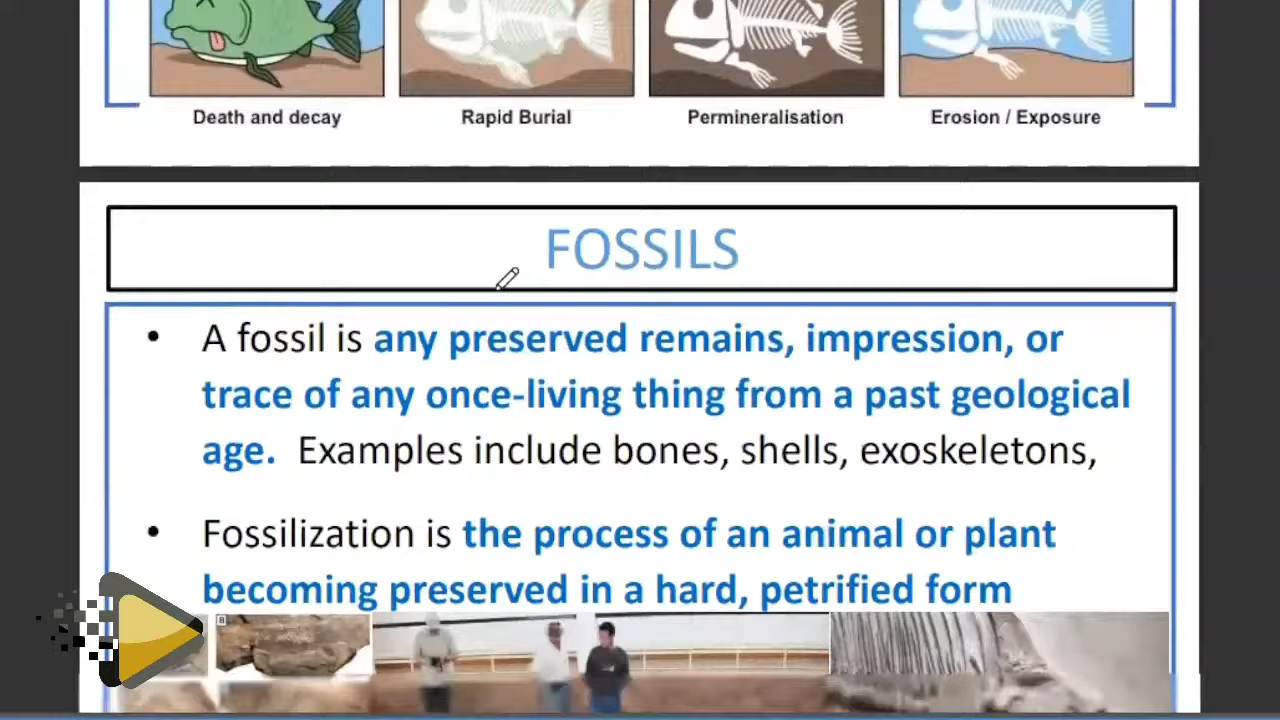 Death and decay
Rapid Burial
Permineralisation
Erosion / Exposure
FOSSILS
• A fossil is any preserved remains, impression, or
trace of any once-living thing from a past geological
age. Examples include bones, shells, exoskeletons,
• Fossilization is the process of an animal or plant
becoming preserved in a hard, petrified form
B